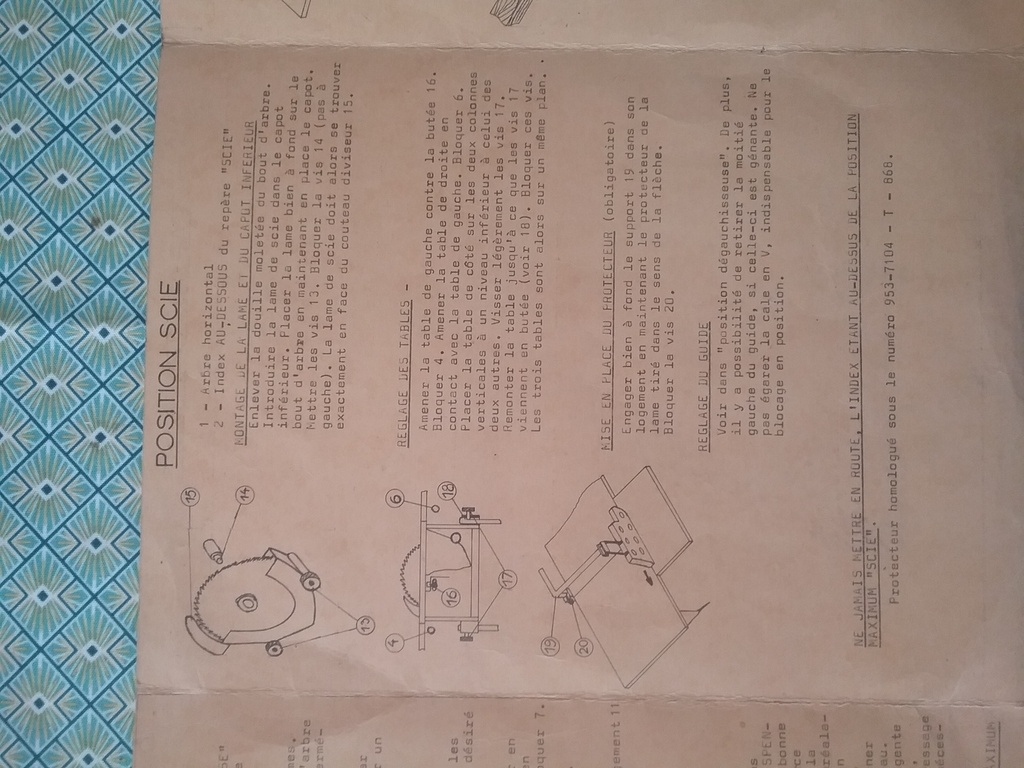 POSITION SCIE
1 - Arbre horizontal
2 - Index AU-DESSOUS du repère "SCIE"
MONTAGE DE LA LAME ET DU CAPOT INFERIEUR
Enlever la douille moletée du bout d'arbre.
Introduire la lame de scie dans le capot
inférieur. Placer la lame bien à fond sur le
bout d'arbre en maintenant en place le capot.
Mettre les vis 13. Bloquer la vis 14 (pas à
gauche). La lame de scie doit alors se trouver
exactement en face du couteau diviseur 15.
15
14
13
REGLAGE DES TABLES -
Amener la table de gauche contre la butée 16.
Bloquer 4. Amener la table de droite en
contact avec la table de gauche. Bloquer 6.
Placer la table de côté sur les deux colonnes
verticales à un niveau inférieur à celui des
deux autres. Visser légèrement les vis 17.
Remonter la table jusqu'à ce que les vis 17
viennent en butée (voir 18). Bloquer ces vis.
Les trois tables sont alors sur un même plan.
6
18
4
16
17
MISE EN PLACE DU PROTECTEUR (obligatoire)
Engager bien à fond le support 19 dans son
logement en maintenant le protecteur de la
lame tiré dans le sens de la flèche.
Bloquer la vis 20.
19
20
REGLAGE DU GUIDE
Voir dans "position dégauchisseuse". De plus,
il y a possibilité de retirer la moitié
gauche du guide, si celle-ci est gênante. Ne
pas égarer la cale en V, indispensable pour le
blocage en position.
NE JAMAIS METTRE EN ROUTE, L'INDEX ETANT AU-DESSUS DE LA POSITION
MAXIMUM "SCIE".
Protecteur homologué sous le numéro 953-7104 - T - 868.
les
désiré
en
7.
11
bonne
la